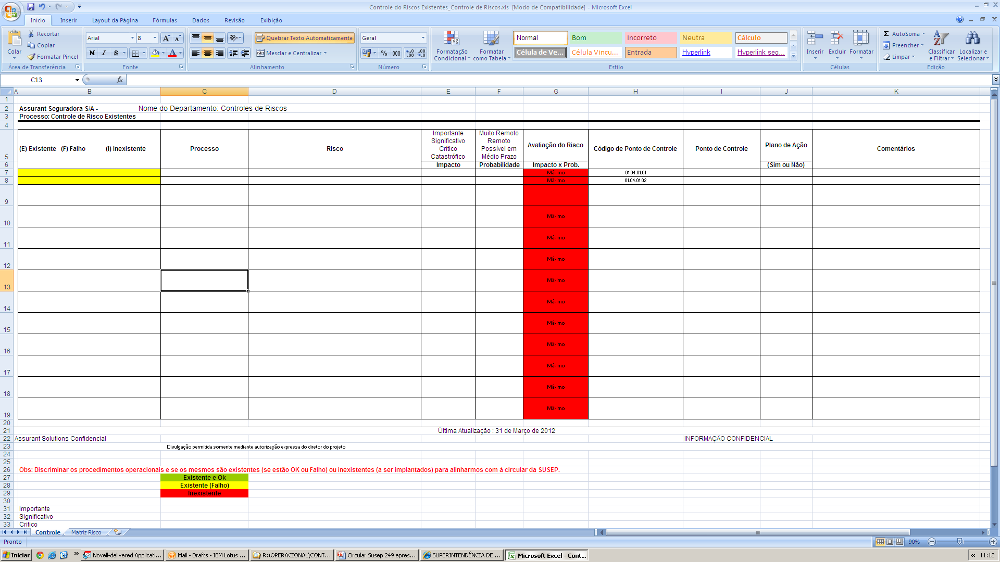 Controle do Riscos Existentes_Controle de Riscos.xls [Modo de Compatibilidade] - Microsoft Excel
Início Inserir Layout da Página Fórmulas Dados Revisão Exibição
Colar
Recortar
Copiar
Formatar Pincel
Área de Transferência
Arial 8
N I S
Fonte
Quebrar Texto Automaticamente
Mesclar e Centralizar
Alinhamento
Geral
% 000
Número
Formatação Condicional
Formatar como Tabela
Normal Bom Incorreto Neutra Cálculo
Célula de Ve... Célula Vincu... Entrada Hyperlink Hyperlink seg...
Estilo
Inserir Excluir Formatar
Células
Σ AutoSoma
Preencher
Limpar
Classificar e Filtrar
Localizar e Selecionar
Edição
C13 fx
A B C D E F G H I J K
1
2 Assurant Seguradora S/A - Nome do Departamento: Controles de Riscos
3 Processo: Controle de Risco Existentes
4
5 (E) Existente (F) Falho (I) Inexistente
Processo
Risco
Importante
Significativo
Crítico
Catastrófico
Muito Remoto
Remoto
Possível em
Médio Prazo
Avaliação do Risco
Código de Ponto de Controle
Ponto de Controle
Plano de Ação
Comentários
6 Impacto Probabilidade Impacto x Prob. (Sim ou Não)
7 Máximo 01.04.01.01
8 Máximo 01.04.01.02
9
10 Máximo
11 Máximo
12 Máximo
13 Máximo
14 Máximo
15 Máximo
16 Máximo
17 Máximo
18 Máximo
19 Máximo
20
21 Última Atualização : 31 de Março de 2012
22 Assurant Solutions Confidencial INFORMAÇÃO CONFIDENCIAL
23 Divulgação permitida somente mediante autorização expressa do diretor do projeto
24
25
26 Obs: Discriminar os procedimentos operacionais e se os mesmos são existentes (se estão OK ou Falho) ou inexistentes (a ser implantados) para alinharmos com à circular da SUSEP.
27 Existente e Ok
28 Existente (Falho)
29 Inexistente
30
31 Importante
32 Significativo
33 Crítico
Controle Matriz Risco
Pronto 90%
Iniciar » Novell-delivered Applicati... Mail - Drafts - IBM Lotus ... R:\OPERACIONAL\CONT... Circular Susep 249 apres... SUPERINTENDÊNCIA DE ... Microsoft Excel - Cont... « 11:12